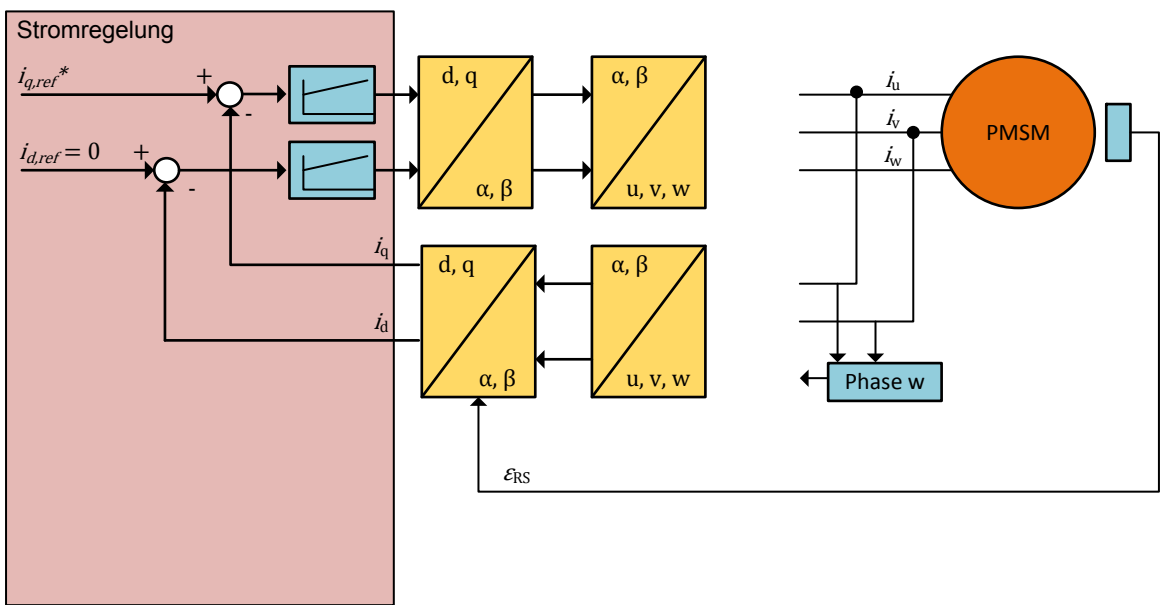 Stromregelung
i_q,ref*
+
-
i_d,ref = 0
+
-
d, q
α, β
α, β
u, v, w
i_u
i_v
i_w
PMSM
i_q
i_d
d, q
α, β
α, β
u, v, w
Phase w
ε_RS